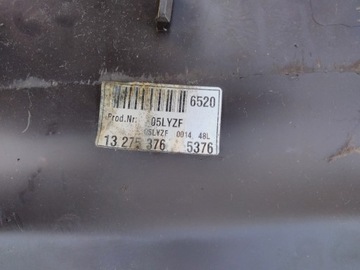 6520
Prod.Nr: 05LYZF
05LYZF 0014 48L
13 275 376 5376